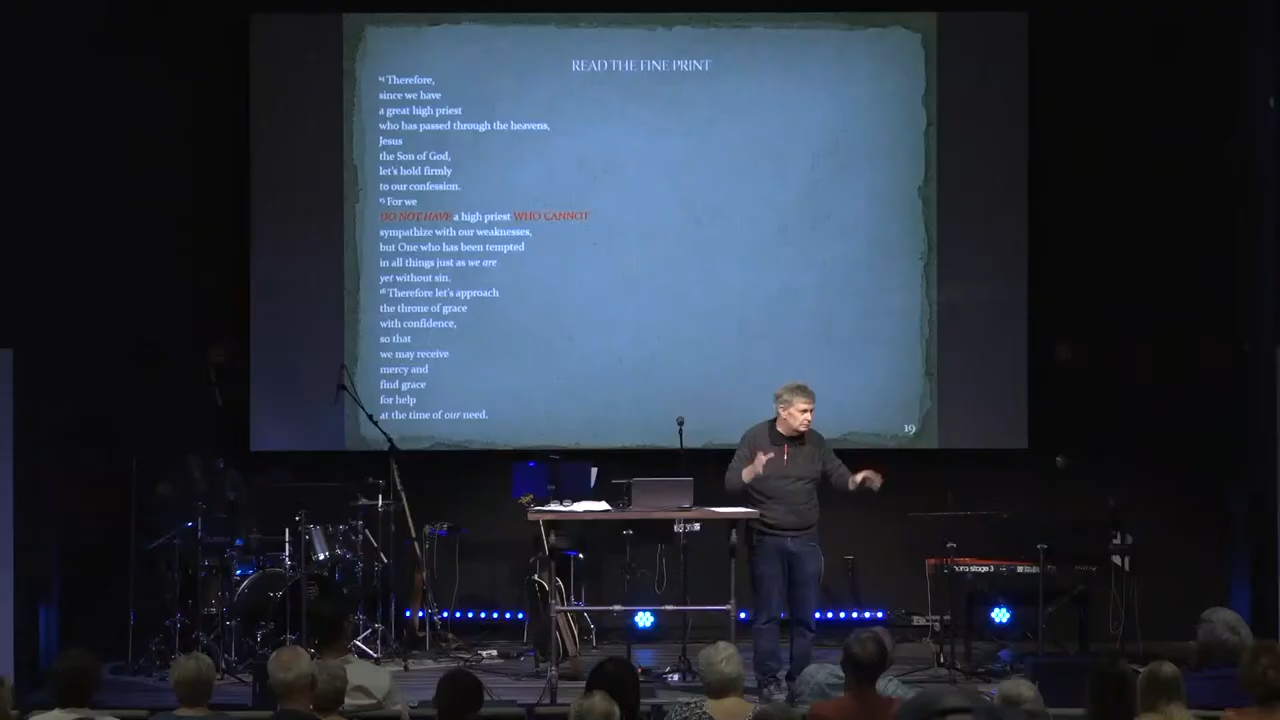 READ THE FINE PRINT
14 Therefore,
since we have
a great high priest
who has passed through the heavens,
Jesus
the Son of God,
let's hold firmly
to our confession.
15 For we
DO NOT HAVE a high priest WHO CANNOT
sympathize with our weaknesses,
but One who has been tempted
in all things just as we are
yet without sin.
16 Therefore let's approach
the throne of grace
with confidence,
so that
we may receive
mercy and
find grace
for help
at the time of our need.
19
stage 3